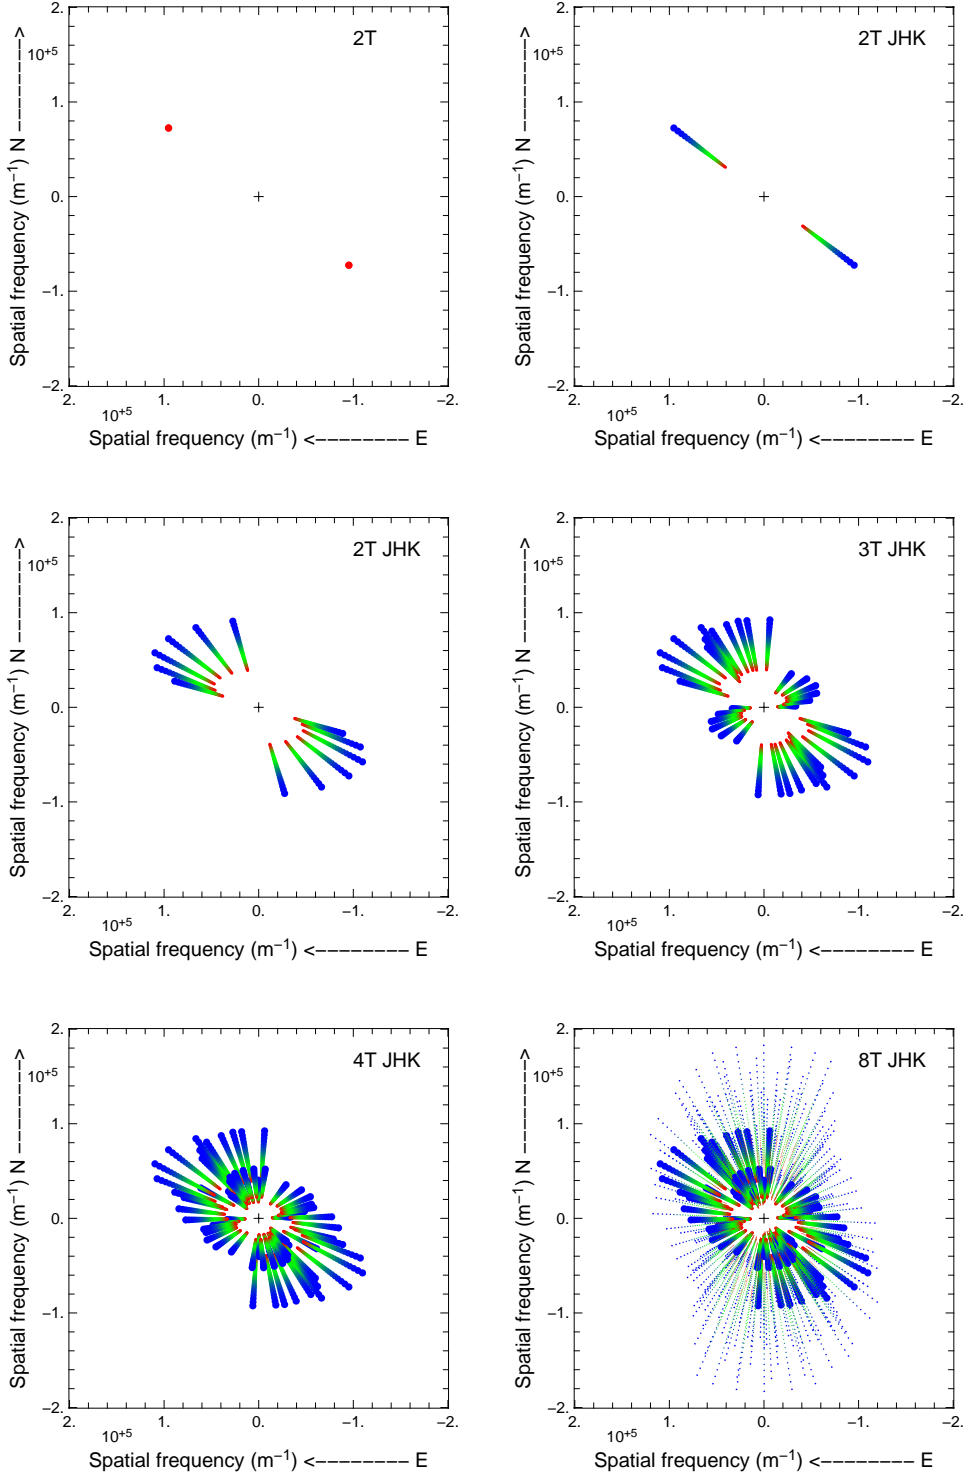 2.
2T
10+5
1.
0.
−1.
−2.
2. 1. 0. −1. −2.
10+5
Spatial frequency (m−1) N −−−−−−−−>
Spatial frequency (m−1) <−−−−−−−− E
2.
2T JHK
10+5
1.
0.
−1.
−2.
2. 1. 0. −1. −2.
10+5
Spatial frequency (m−1) N −−−−−−−−>
Spatial frequency (m−1) <−−−−−−−− E
2.
2T JHK
10+5
1.
0.
−1.
−2.
2. 1. 0. −1. −2.
10+5
Spatial frequency (m−1) N −−−−−−−−>
Spatial frequency (m−1) <−−−−−−−− E
2.
3T JHK
10+5
1.
0.
−1.
−2.
2. 1. 0. −1. −2.
10+5
Spatial frequency (m−1) N −−−−−−−−>
Spatial frequency (m−1) <−−−−−−−− E
2.
4T JHK
10+5
1.
0.
−1.
−2.
2. 1. 0. −1. −2.
10+5
Spatial frequency (m−1) N −−−−−−−−>
Spatial frequency (m−1) <−−−−−−−− E
2.
8T JHK
10+5
1.
0.
−1.
−2.
2. 1. 0. −1. −2.
10+5
Spatial frequency (m−1) N −−−−−−−−>
Spatial frequency (m−1) <−−−−−−−− E